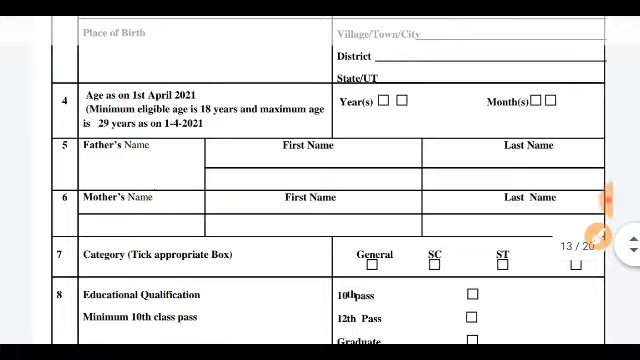 Place of Birth
Village/Town/City
District
State/UT
4
Age as on 1st April 2021
(Minimum eligible age is 18 years and maximum age
is 29 years as on 1-4-2021
Year(s)
Month(s)
5
Father's Name
First Name
Last Name
6
Mother's Name
First Name
Last Name
7
Category (Tick appropriate Box)
General
SC
ST
13 / 20
8
Educational Qualification
Minimum 10th class pass
10thpass
12th Pass
Graduate